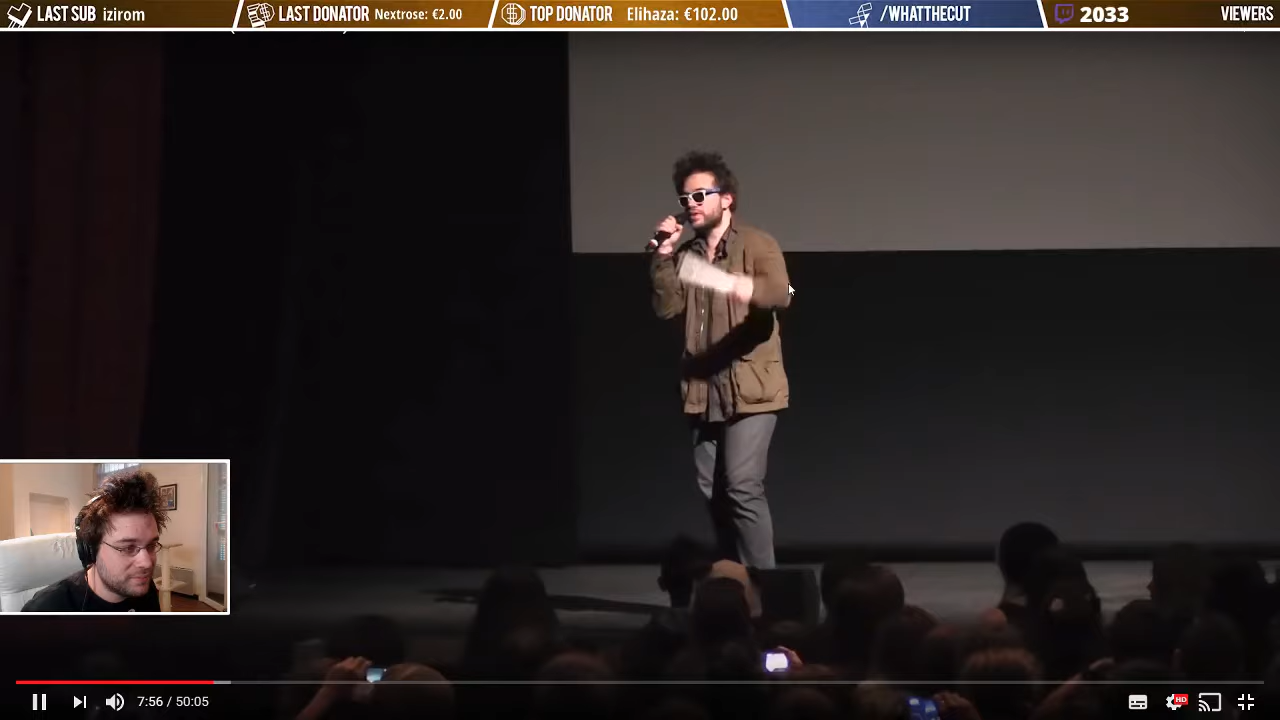 LAST SUB izirom
LAST DONATOR Nextrose: €2.00
TOP DONATOR Elihaza: €102.00
/WHATTHECUT
2033 VIEWERS
7:56 / 50:05
HD